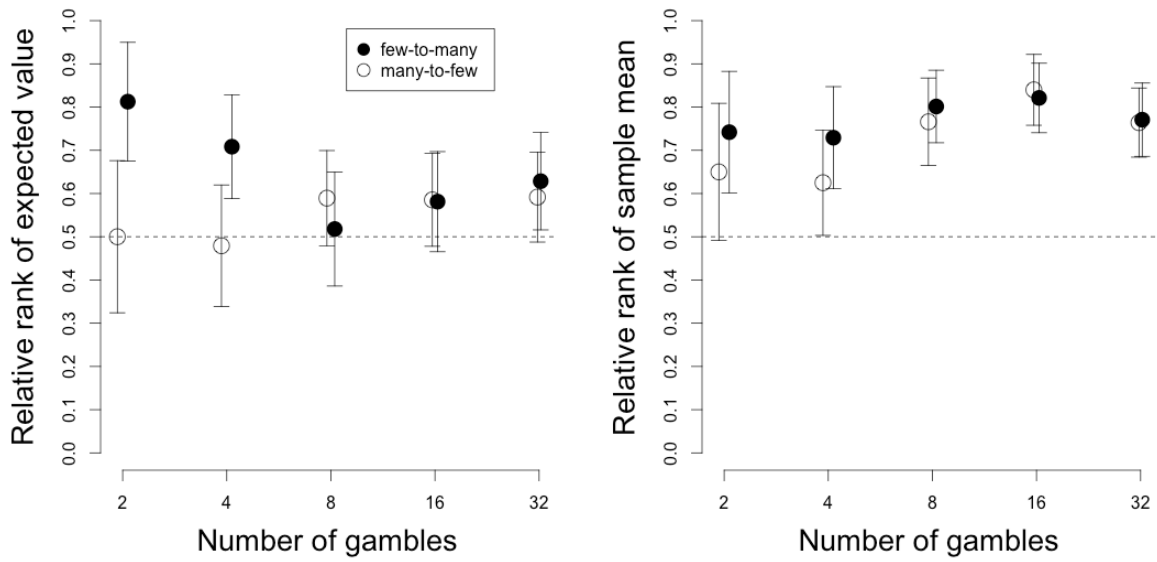 Relative rank of expected value
1.0
0.9
0.8
0.7
0.6
0.5
0.4
0.3
0.2
0.1
0.0
few-to-many
many-to-few
2 4 8 16 32
Number of gambles
Relative rank of sample mean
1.0
0.9
0.8
0.7
0.6
0.5
0.4
0.3
0.2
0.1
0.0
2 4 8 16 32
Number of gambles